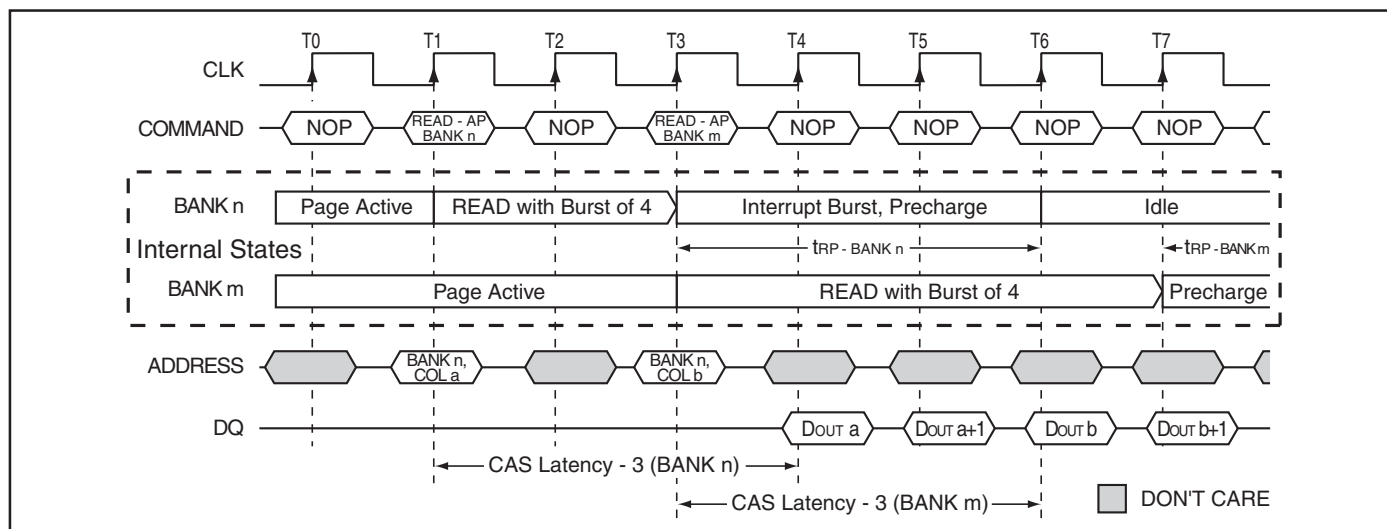 T0 T1 T2 T3 T4 T5 T6 T7
CLK
COMMAND NOP READ - AP BANK n NOP READ - AP BANK m NOP NOP NOP NOP
BANK n Page Active READ with Burst of 4 Interrupt Burst, Precharge Idle
Internal States tRP - BANK n tRP - BANK m
BANK m Page Active READ with Burst of 4 Precharge
ADDRESS BANK n, COL a BANK n, COL b
DQ DOUT a DOUT a+1 DOUT b DOUT b+1
CAS Latency - 3 (BANK n)
CAS Latency - 3 (BANK m) DON'T CARE